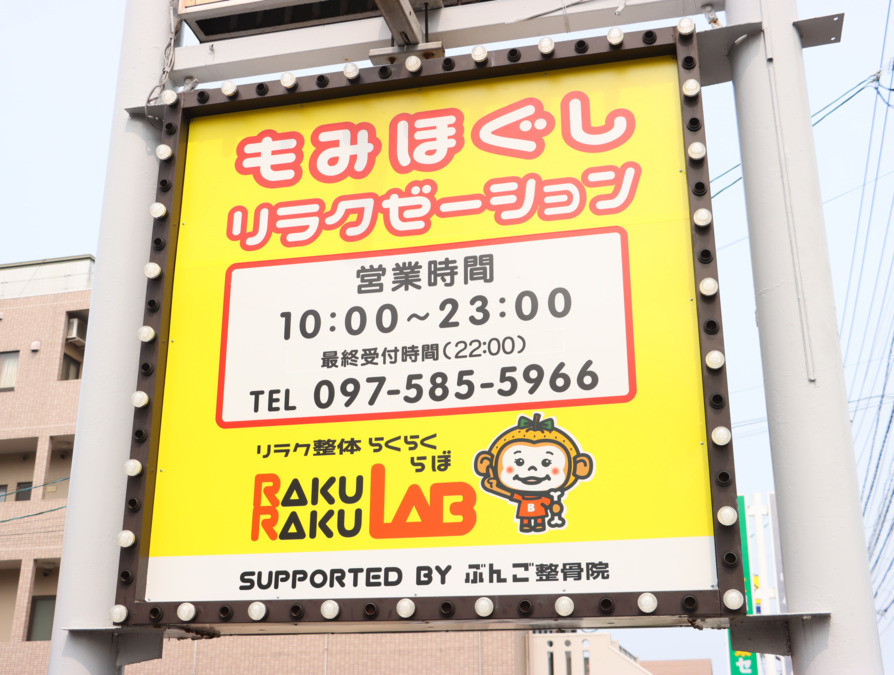 もみほぐし
リラクゼーション
営業時間
10:00～23:00
最終受付時間(22:00)
TEL 097-585-5966
リラク整体 らくらく
らぼ
RAKU
RAKU LAB
B
SUPPORTED BY ぶんご整骨院
セ